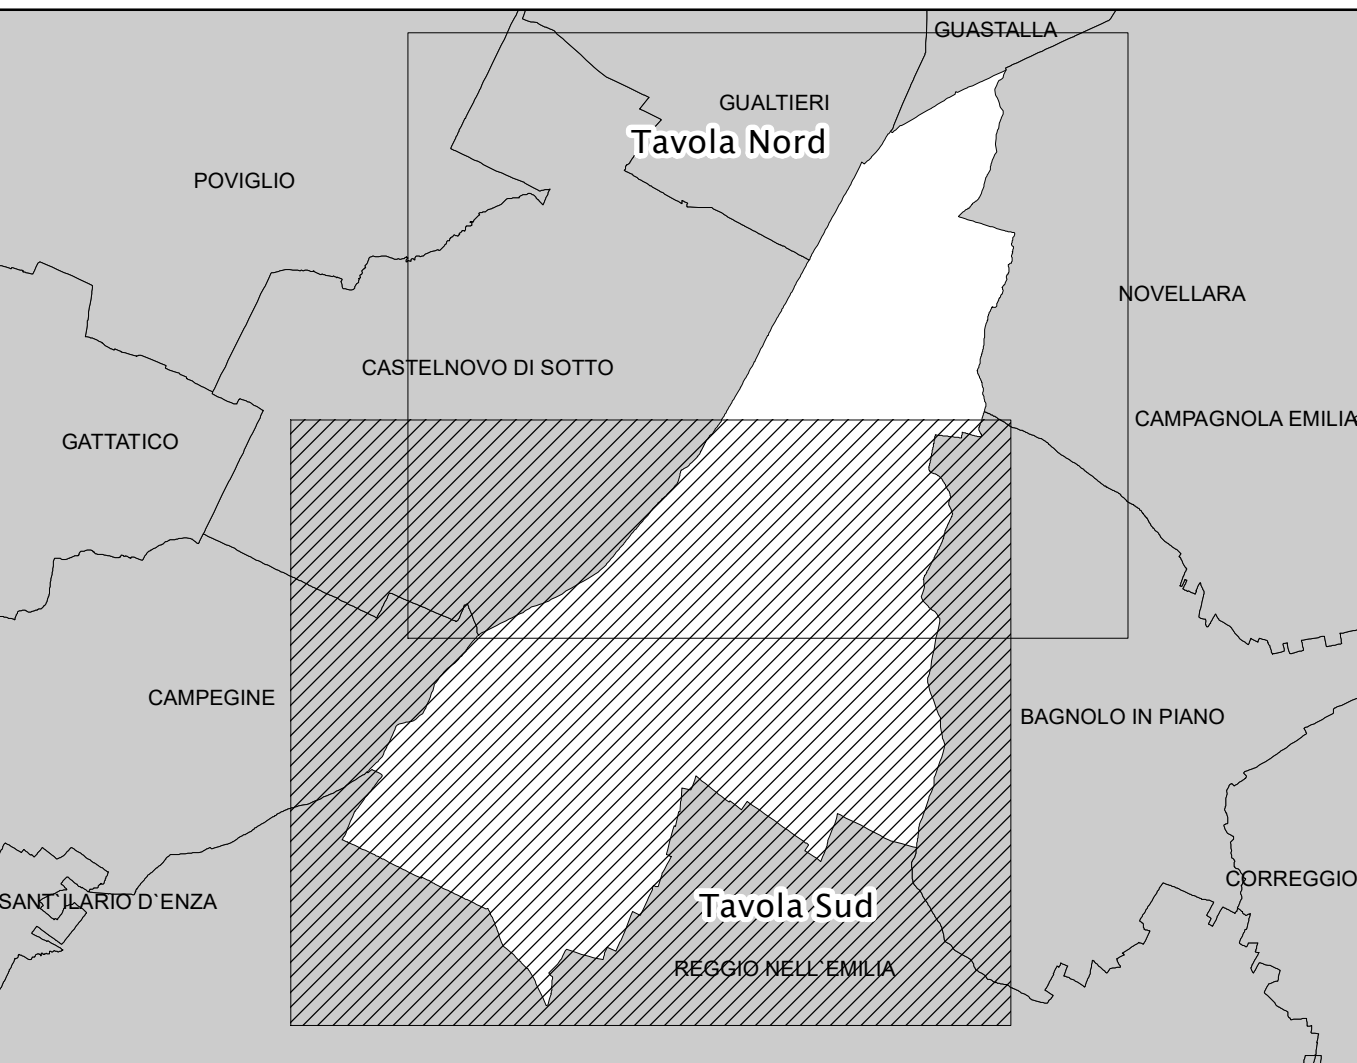 GUASTALLA
GUALTIERI
Tavola Nord
POVIGLIO
NOVELLARA
CASTELNOVO DI SOTTO
CAMPAGNOLA EMILIA
GATTATICO
CAMPEGINE
BAGNOLO IN PIANO
CORREGGIO
SANT`ILARIO D`ENZA
Tavola Sud
REGGIO NELL`EMILIA